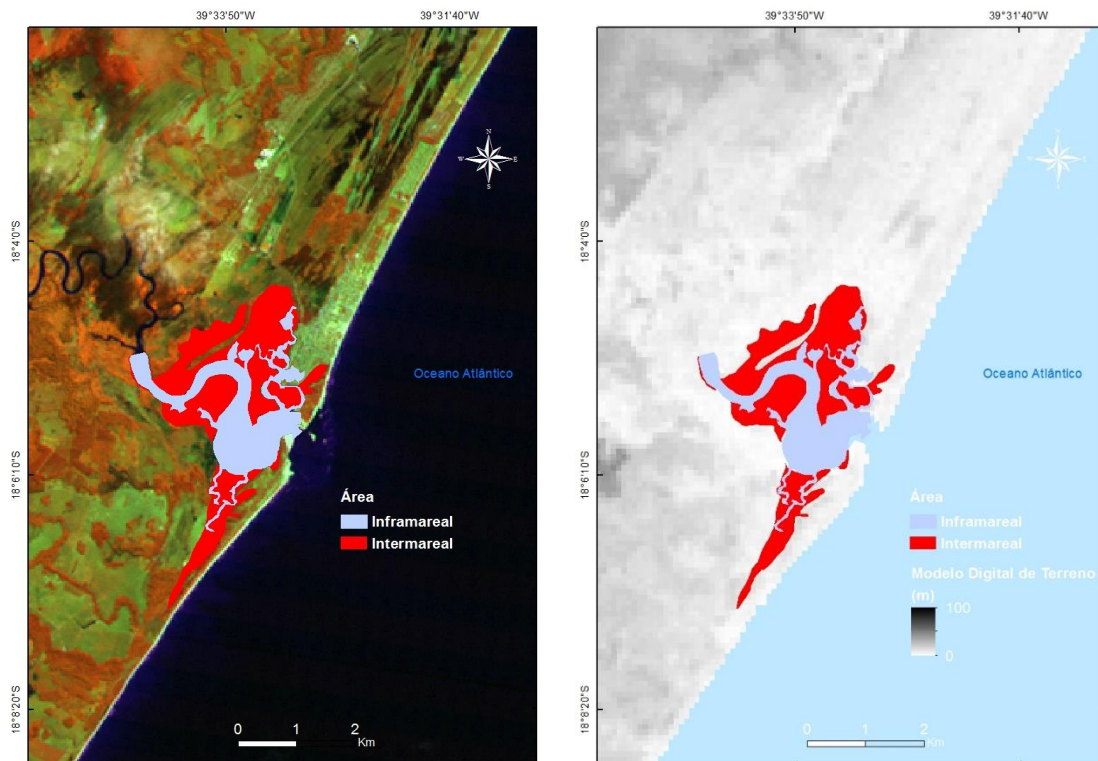 39°33'50"W
39°31'40"W
N
W
E
S
18°4'0"S
Oceano Atlântico
18°6'10"S
Área
Inframareal
Intermareal
18°8'20"S
0 1 2
Km
39°33'50"W
39°31'40"W
18°4'0"S
Oceano Atlântico
18°6'10"S
Área
Inframareal
Intermareal
Modelo Digital de Terreno
(m)
100
0
18°8'20"S
0 1 2
Km